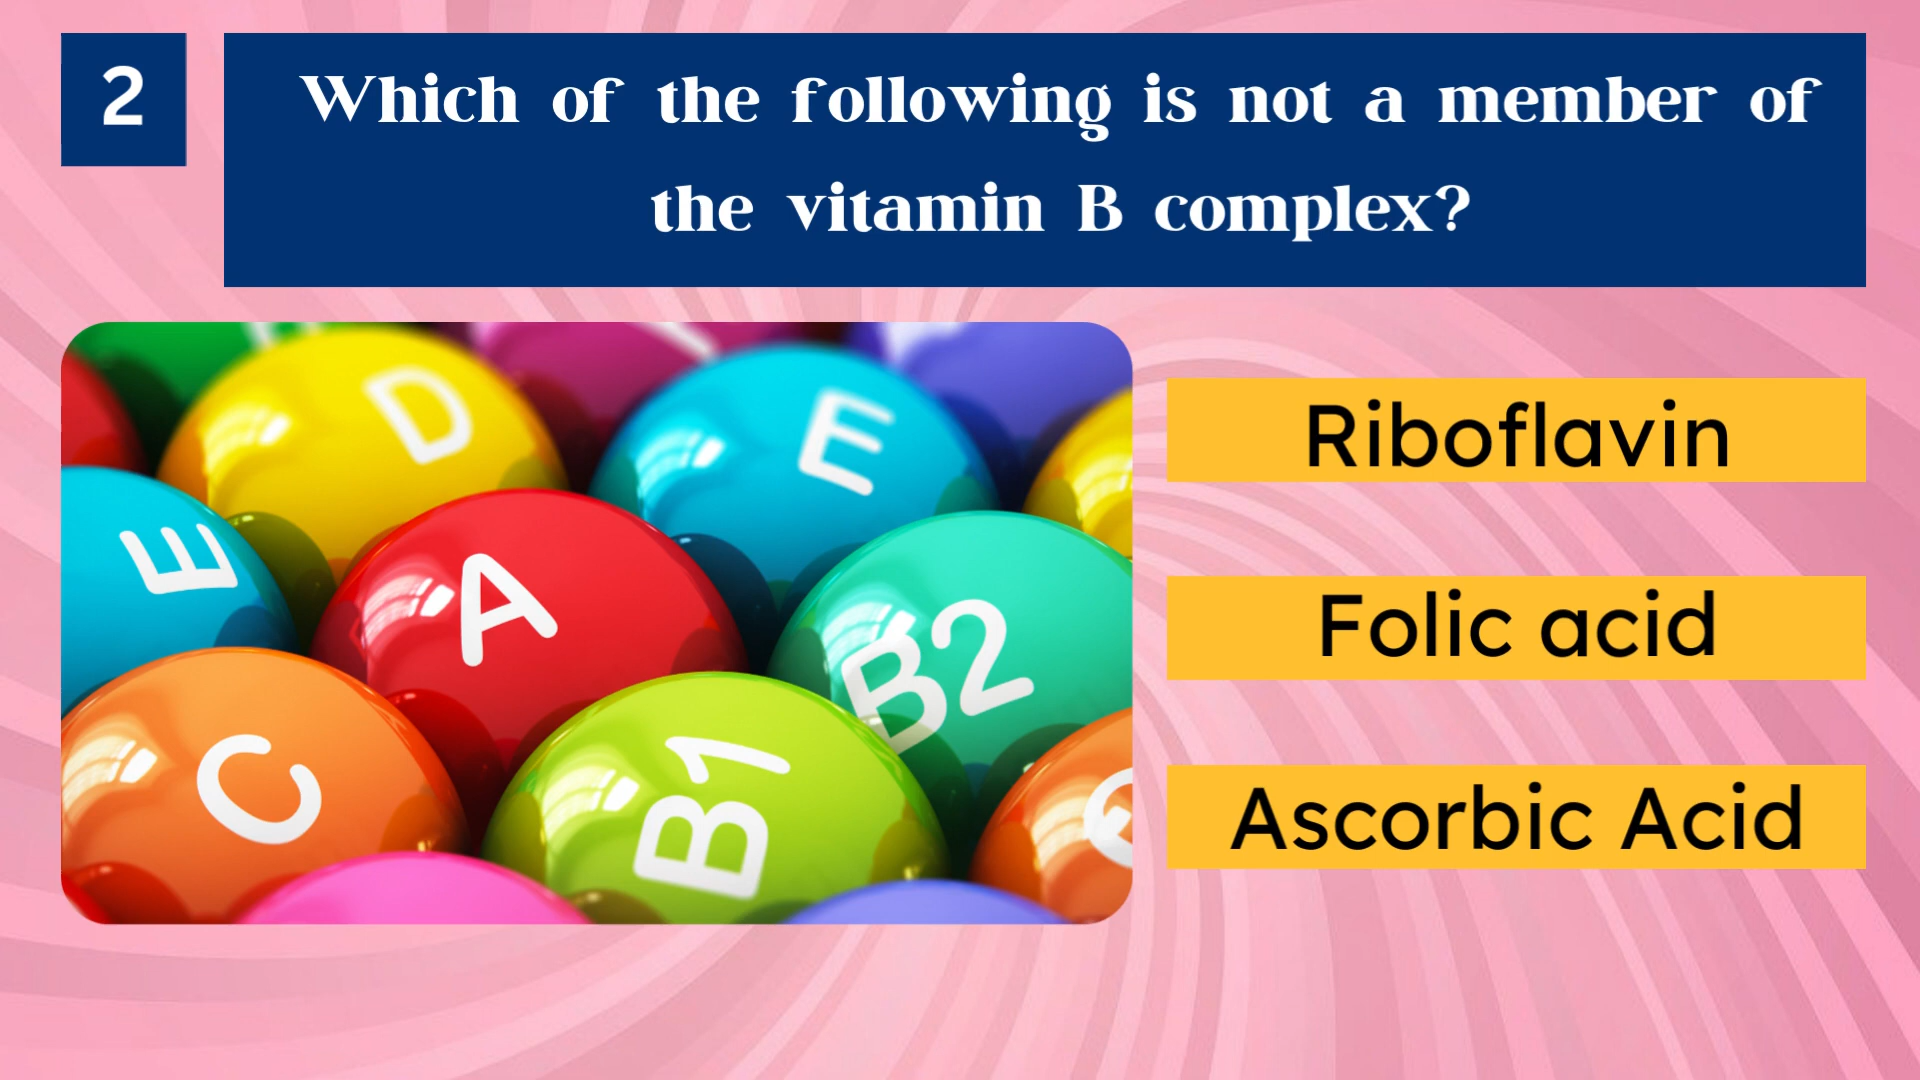 2
Which of the following is not a member of
the vitamin B complex?
Riboflavin
Folic acid
Ascorbic Acid
D
E
E
A
B2
C
B1